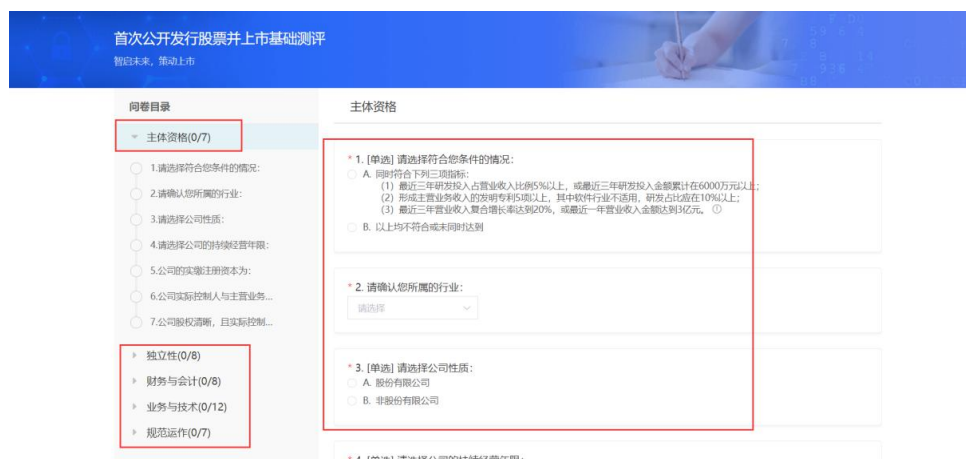 首次公开发行股票并上市基础测评
智启未来，策动上市
问卷目录
主体资格(0/7)
1.请选择符合您条件的情况：
2.请确认您所属的行业：
3.请选择公司性质：
4.请选择公司的持续经营年限：
5.公司的实缴注册资本为：
6.公司实际控制人与主营业务...
7.公司股权清晰，且实际控制...
独立性(0/8)
财务与会计(0/8)
业务与技术(0/12)
规范运作(0/7)
主体资格
* 1. [单选] 请选择符合您条件的情况：
A. 同时符合下列三项指标：
(1) 最近三年研发投入占营业收入比例5%以上，或最近三年研发投入金额累计在6000万元以上；
(2) 形成主营业务收入的发明专利5项以上，其中软件行业不适用，研发占比应在10%以上；
(3) 最近三年营业收入复合增长率达到20%，或最近一年营业收入金额达到3亿元。
B. 以上均不符合或未同时达到
* 2. 请确认您所属的行业：
请选择
* 3. [单选] 请选择公司性质：
A. 股份有限公司
B. 非股份有限公司
* 4. [单选] 请选择公司的持续经营年限：